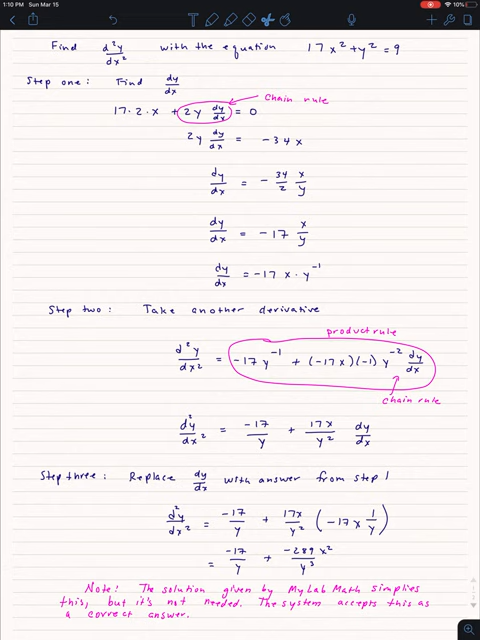 1:10 PM Sun Mar 15
10%
Find d²y/dx² with the equation 17x² + y² = 9
Step one: Find dy/dx
chain rule
17·2·x + 2y dy/dx = 0
2y dy/dx = -34x
dy/dx = - 34/2 x/y
dy/dx = -17 x/y
dy/dx = -17x·y⁻¹
Step two: Take another derivative
product rule
d²y/dx² = -17y⁻¹ + (-17x)(-1)y⁻² dy/dx
chain rule
d²y/dx² = -17/y + 17x/y² dy/dx
Step three: Replace dy/dx with answer from step 1
d²y/dx² = -17/y + 17x/y² (-17x 1/y)
= -17/y + -289x²/y³
Note! The solution given by MyLab Math simplies
this, but it's not needed. The system accepts this as
a correct answer.